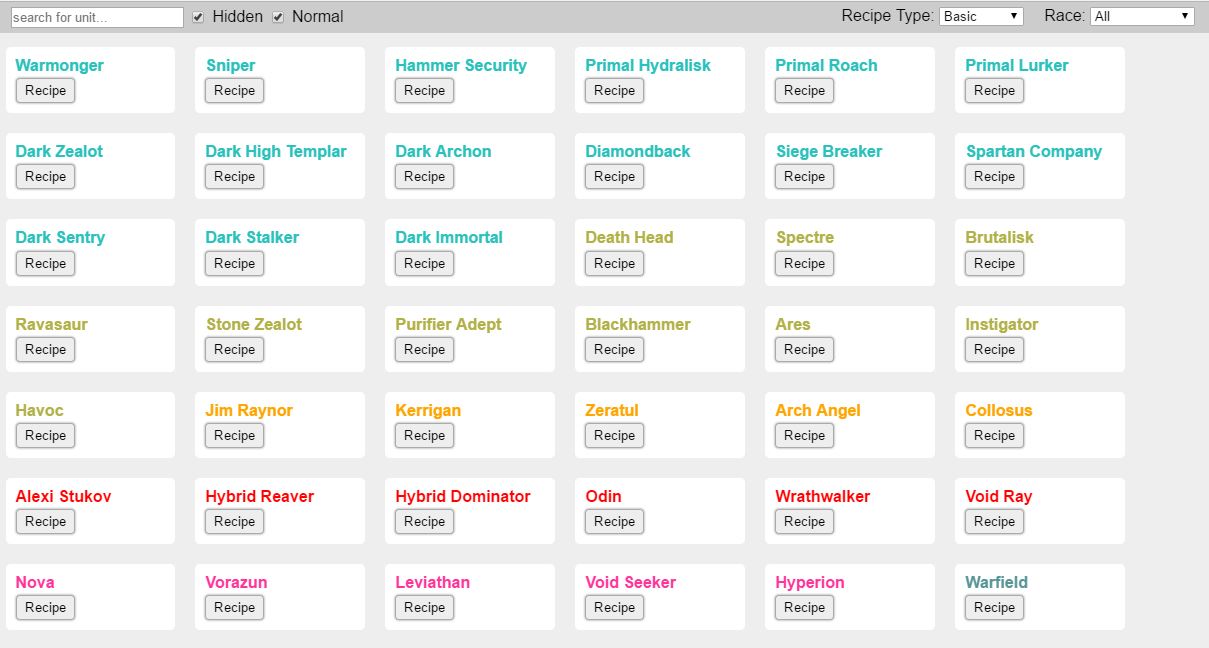 search for unit... Hidden Normal Recipe Type: Basic Race: All
Warmonger Sniper Hammer Security Primal Hydralisk Primal Roach Primal Lurker
Recipe Recipe Recipe Recipe Recipe Recipe
Dark Zealot Dark High Templar Dark Archon Diamondback Siege Breaker Spartan Company
Recipe Recipe Recipe Recipe Recipe Recipe
Dark Sentry Dark Stalker Dark Immortal Death Head Spectre Brutalisk
Recipe Recipe Recipe Recipe Recipe Recipe
Ravasaur Stone Zealot Purifier Adept Blackhammer Ares Instigator
Recipe Recipe Recipe Recipe Recipe Recipe
Havoc Jim Raynor Kerrigan Zeratul Arch Angel Collosus
Recipe Recipe Recipe Recipe Recipe Recipe
Alexi Stukov Hybrid Reaver Hybrid Dominator Odin Wrathwalker Void Ray
Recipe Recipe Recipe Recipe Recipe Recipe
Nova Vorazun Leviathan Void Seeker Hyperion Warfield
Recipe Recipe Recipe Recipe Recipe Recipe